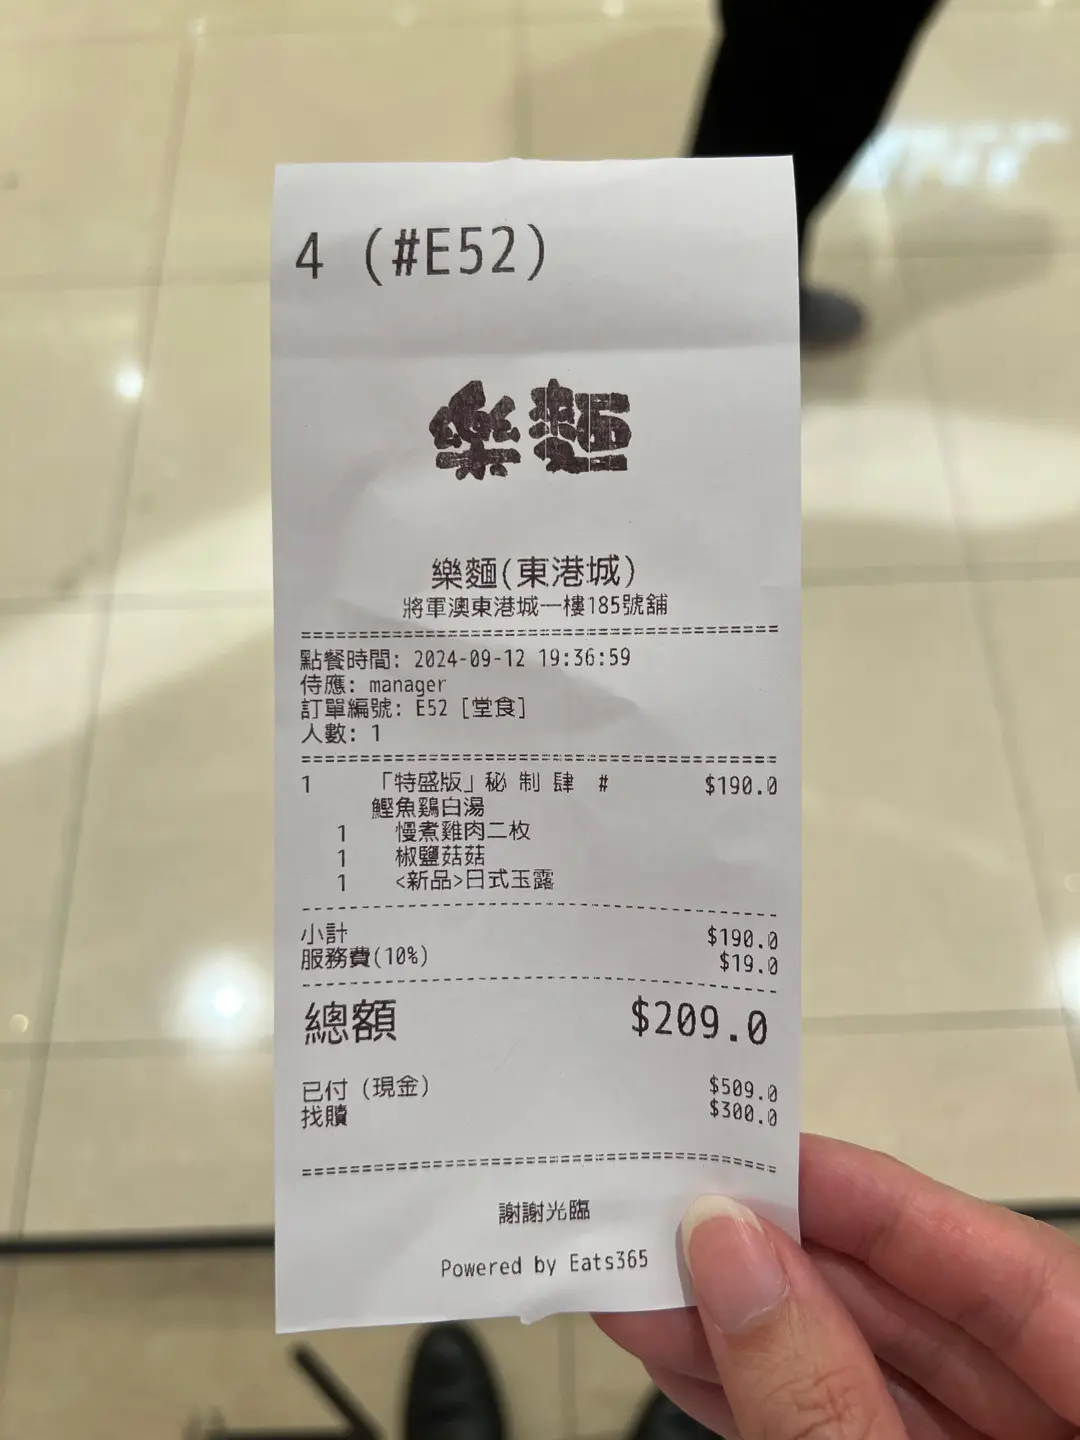 4 (#E52)
樂麵
樂麵(東港城)
將軍澳東港城一樓185號舖
點餐時間: 2024-09-12 19:36:59
侍應: manager
訂單編號: E52 [堂食]
人數: 1
1 「特盛版」秘 制 肆 # $190.0
鰹魚鷄白湯
1 慢煮雞肉二枚
1 椒鹽菇菇
1 <新品>日式玉露
小計 $190.0
服務費(10%) $19.0
總額 $209.0
已付 (現金) $509.0
找贖 $300.0
謝謝光臨
Powered by Eats365